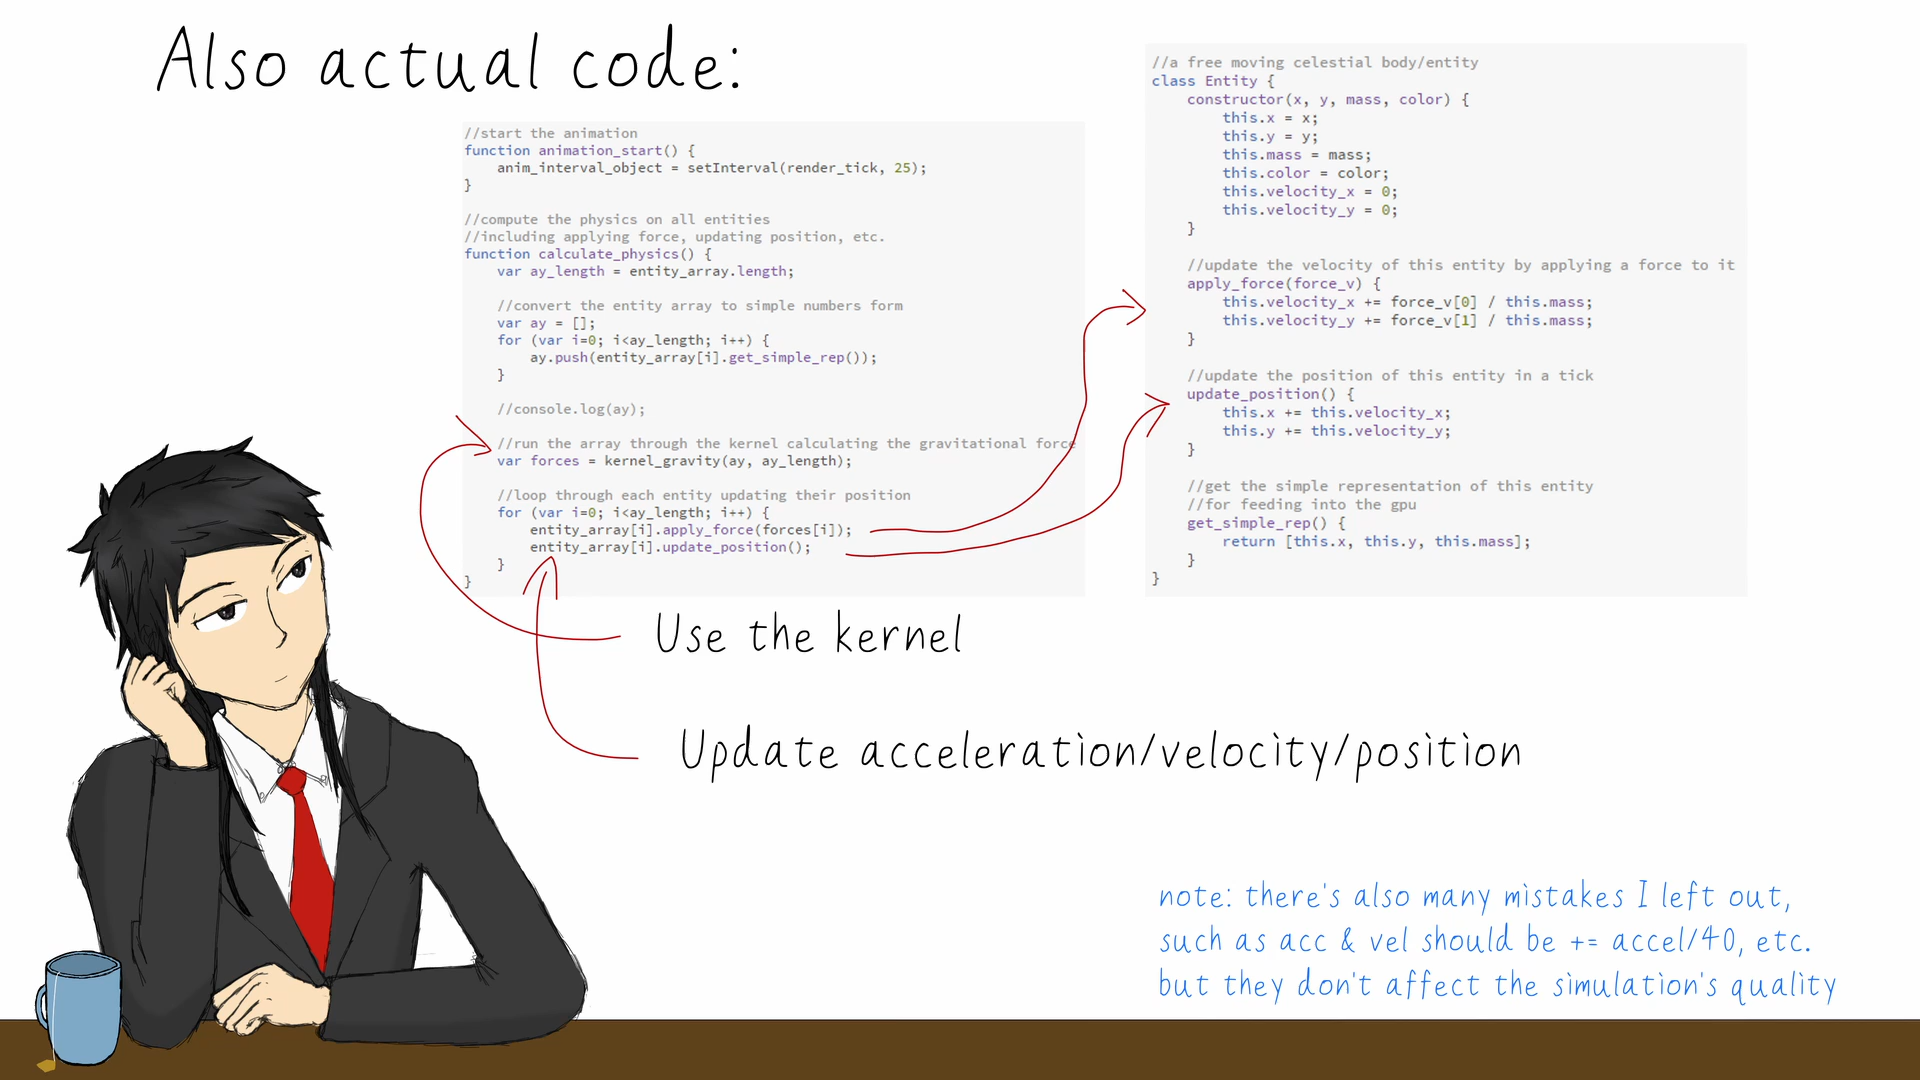 Also actual code:
//start the animation
function animation_start() {
    anim_interval_object = setInterval(render_tick, 25);
}
//compute the physics on all entities
//including applying force, updating position, etc.
function calculate_physics() {
    var ay_length = entity_array.length;
    //convert the entity array to simple numbers form
    var ay = [];
    for (var i=0; i<ay_length; i++) {
        ay.push(entity_array[i].get_simple_rep());
    }
    //console.log(ay);
    //run the array through the kernel calculating the gravitational force
    var forces = kernel_gravity(ay, ay_length);
    //loop through each entity updating their position
    for (var i=0; i<ay_length; i++) {
        entity_array[i].apply_force(forces[i]);
        entity_array[i].update_position();
    }
}
//a free moving celestial body/entity
class Entity {
    constructor(x, y, mass, color) {
        this.x = x;
        this.y = y;
        this.mass = mass;
        this.color = color;
        this.velocity_x = 0;
        this.velocity_y = 0;
    }
    //update the velocity of this entity by applying a force to it
    apply_force(force_v) {
        this.velocity_x += force_v[0] / this.mass;
        this.velocity_y += force_v[1] / this.mass;
    }
    //update the position of this entity in a tick
    update_position() {
        this.x += this.velocity_x;
        this.y += this.velocity_y;
    }
    //get the simple representation of this entity
    //for feeding into the gpu
    get_simple_rep() {
        return [this.x, this.y, this.mass];
    }
}
Use the kernel
Update acceleration/velocity/position
note: there's also many mistakes I left out,
such as acc & vel should be += accel/40, etc.
but they don't affect the simulation's quality